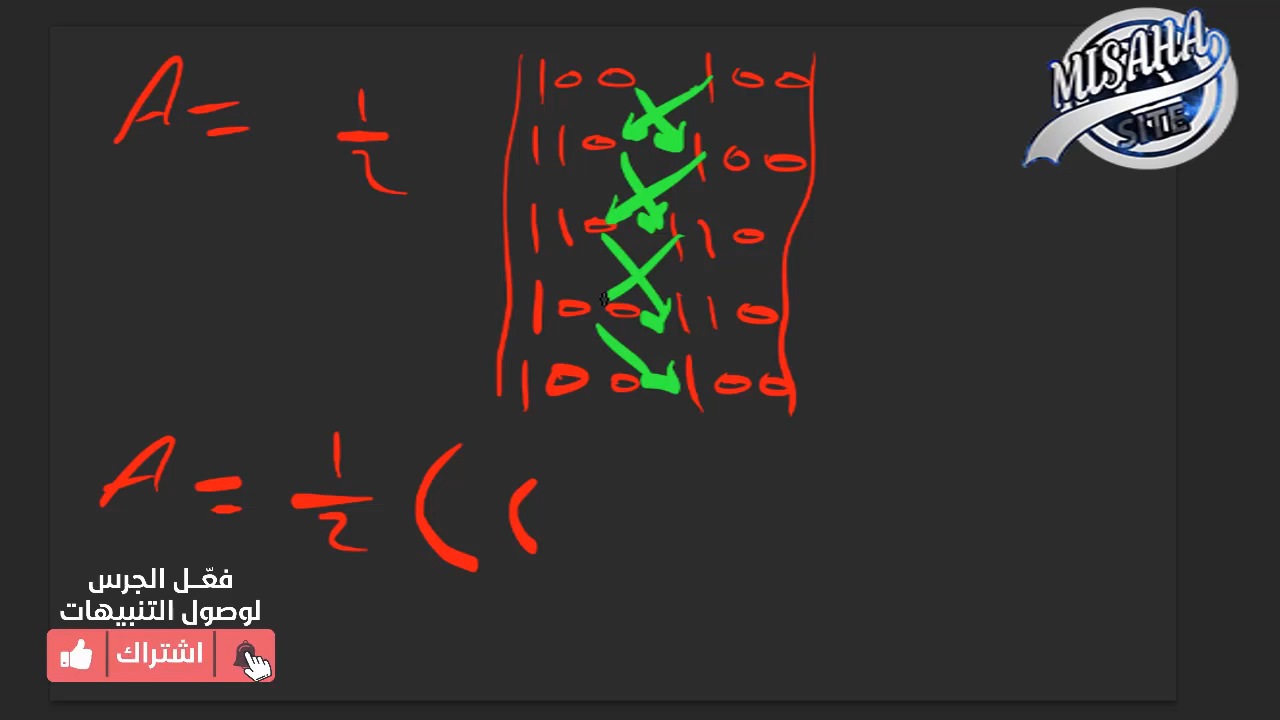 A = 1/2 | 100 100 |
110 100
110 110
100 110
100 100
A = 1/2 ( (
MISAHA
SITE
فعّـل الجرس
لوصول التنبيهات
اشتراك